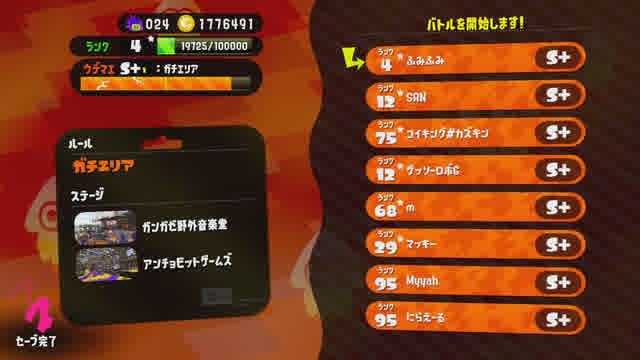 024 1776491
ランク 4★ 19725/100000
ウデマエ S+1 :ガチエリア
ルール
ガチエリア
ステージ
ガンガゼ野外音楽堂
アンチョビットゲームズ
セーブ完了
バトルを開始します!
ランク 4★ ふみふみ S+
ランク 12★ SAN S+
ランク 75★ コイキング#カズキン S+
ランク 12★ グッソーロボG S+
ランク 68★ m S+
ランク 29★ マッキー S+
ランク 95 Myyah S+
ランク 95 にらえーる S+